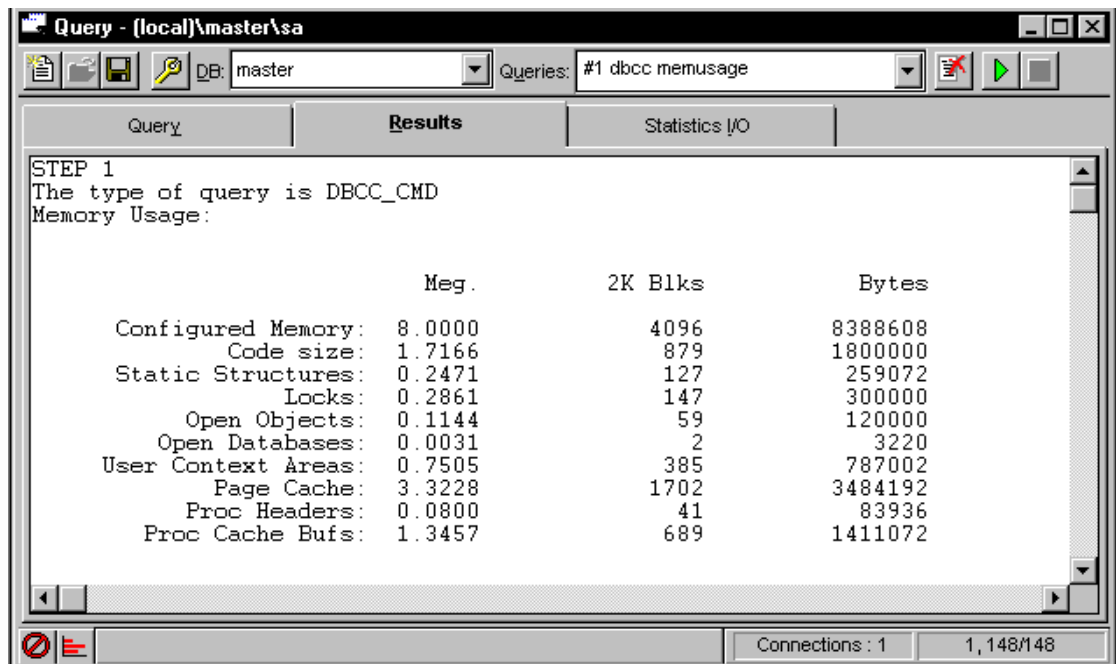 Query - (local)\master\sa
DB: master Queries: #1 dbcc memusage
Query Results Statistics I/O
STEP 1
The type of query is DBCC_CMD
Memory Usage:
Meg. 2K Blks Bytes
Configured Memory: 8.0000 4096 8388608
Code size: 1.7166 879 1800000
Static Structures: 0.2471 127 259072
Locks: 0.2861 147 300000
Open Objects: 0.1144 59 120000
Open Databases: 0.0031 2 3220
User Context Areas: 0.7505 385 787002
Page Cache: 3.3228 1702 3484192
Proc Headers: 0.0800 41 83936
Proc Cache Bufs: 1.3457 689 1411072
Connections : 1 1, 148/148